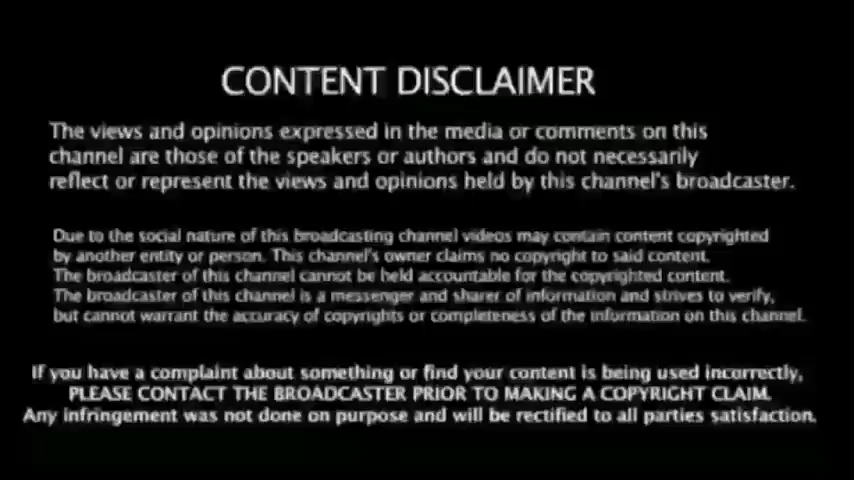 CONTENT DISCLAIMER
The views and opinions expressed in the media or comments on this
channel are those of the speakers or authors and do not necessarily
reflect or represent the views and opinions held by this channel's broadcaster.
Due to the social nature of this broadcasting channel videos may contain content copyrighted
by another entity or person. This channel's owner claims no copyright to said content.
The broadcaster of this channel cannot be held accountable for the copyrighted content.
The broadcaster of this channel is a messenger and sharer of information and strives to verify,
but cannot warrant the accuracy of copyrights or completeness of the information on this channel.
If you have a complaint about something or find your content is being used incorrectly,
PLEASE CONTACT THE BROADCASTER PRIOR TO MAKING A COPYRIGHT CLAIM.
Any infringement was not done on purpose and will be rectified to all parties satisfaction.